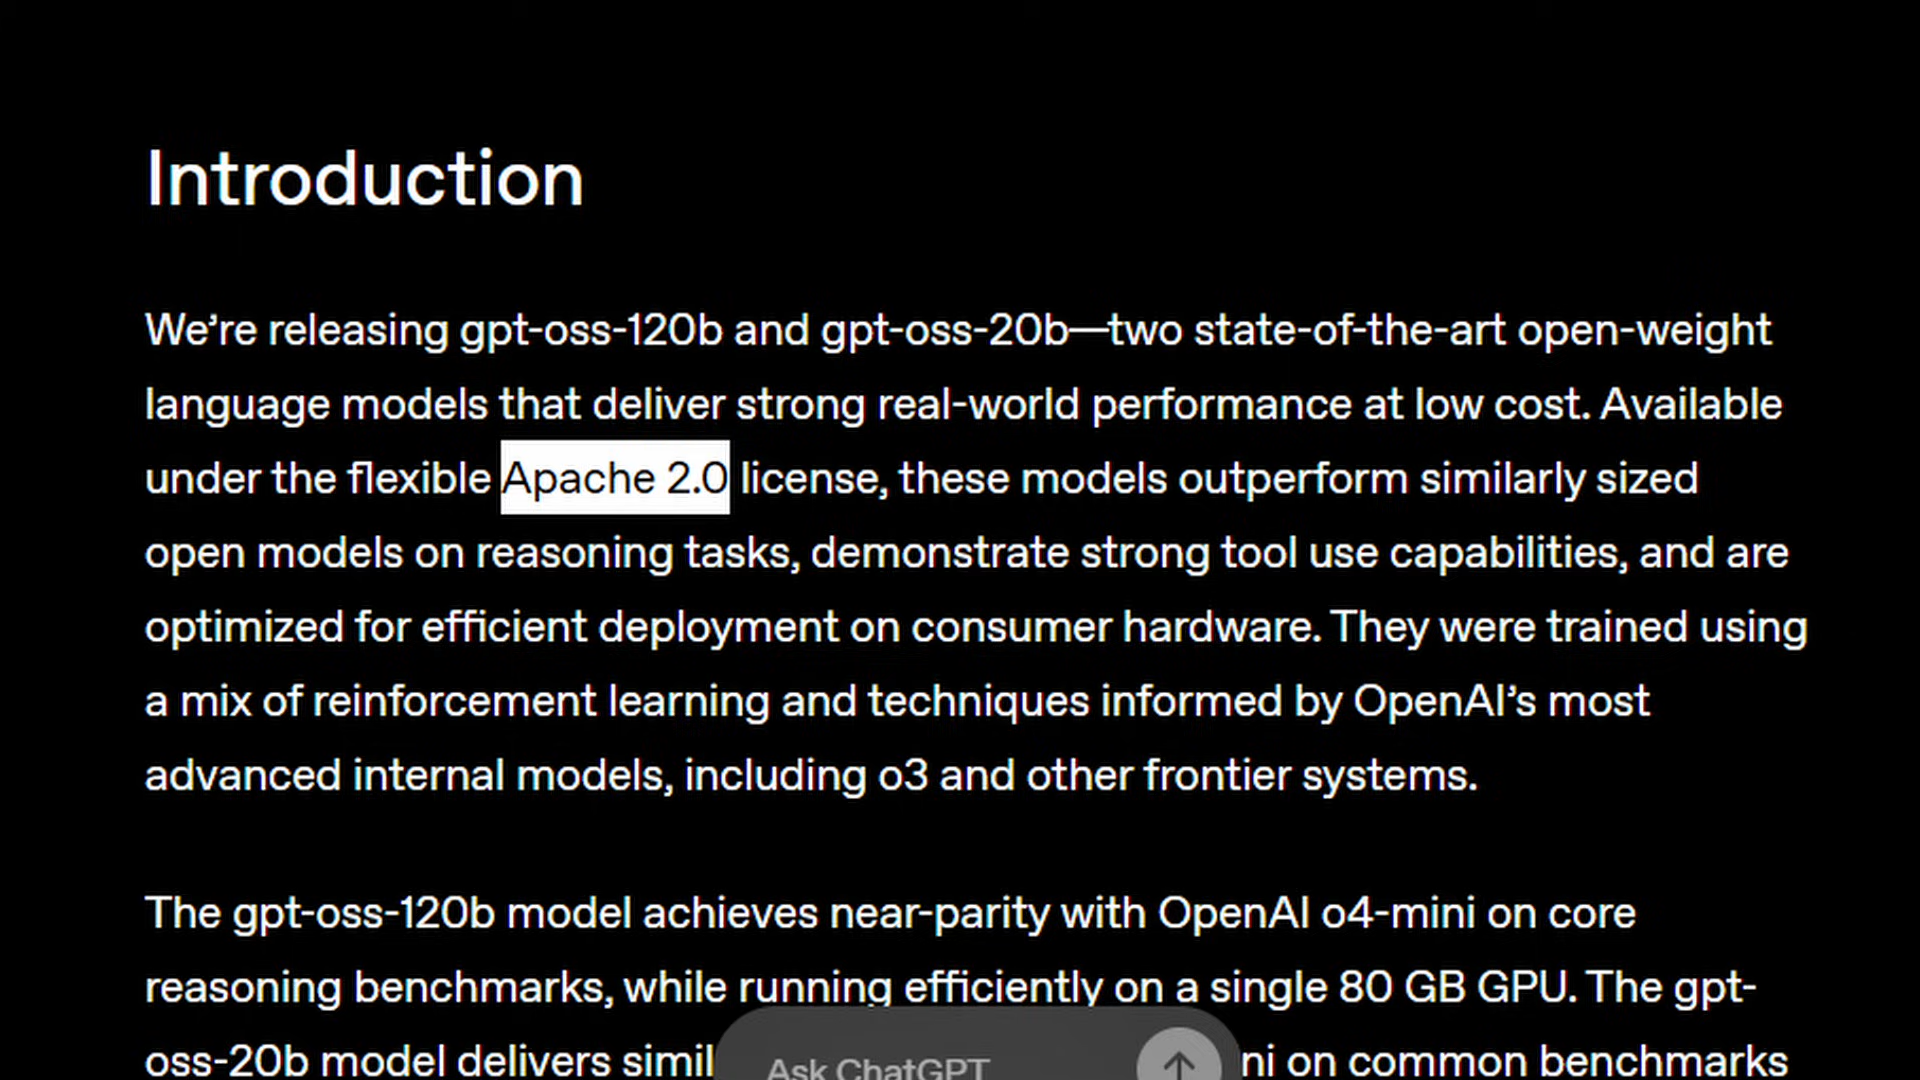 Introduction
We’re releasing gpt-oss-120b and gpt-oss-20b—two state-of-the-art open-weight
language models that deliver strong real-world performance at low cost. Available
under the flexible Apache 2.0 license, these models outperform similarly sized
open models on reasoning tasks, demonstrate strong tool use capabilities, and are
optimized for efficient deployment on consumer hardware. They were trained using
a mix of reinforcement learning and techniques informed by OpenAI’s most
advanced internal models, including o3 and other frontier systems.
The gpt-oss-120b model achieves near-parity with OpenAI o4-mini on core
reasoning benchmarks, while running efficiently on a single 80 GB GPU. The gpt-
oss-20b model delivers simil ni on common benchmarks
Ask ChatGPT